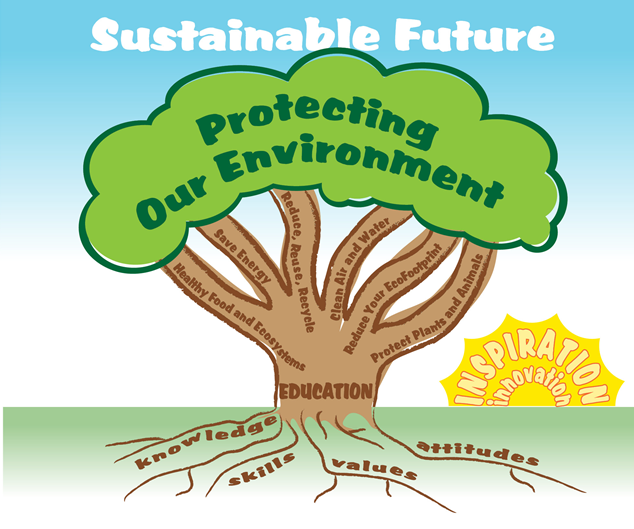 Sustainable Future
Protecting
Our Environment
Healthy Food and Ecosystems
Save Energy
Reduce, Reuse, Recycle
Clean Air and Water
Reduce Your EcoFootprint
Protect Plants and Animals
EDUCATION
INSPIRATION
innovation
knowledge
skills
values
attitudes